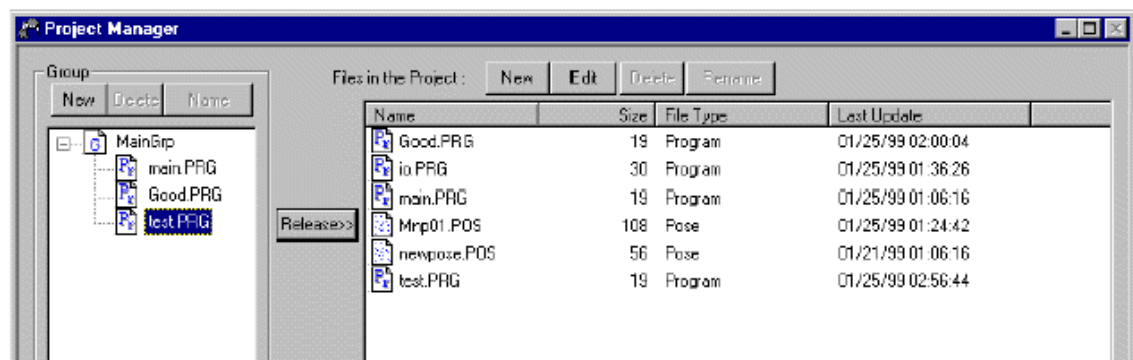 Project Manager
Group
New Delete Name
MainGrp
main.PRG
Good.PRG
test.PRG
Release>>
Files in the Project : New Edit Delete Rename
Name Size File Type Last Update
Good.PRG 19 Program 01/25/99 02:00:04
io.PRG 30 Program 01/25/99 01:36:26
main.PRG 19 Program 01/25/99 01:06:16
Mnp01.POS 108 Pose 01/25/99 01:24:42
newpose.POS 56 Pose 01/21/99 01:06:16
test.PRG 19 Program 01/25/99 02:56:44